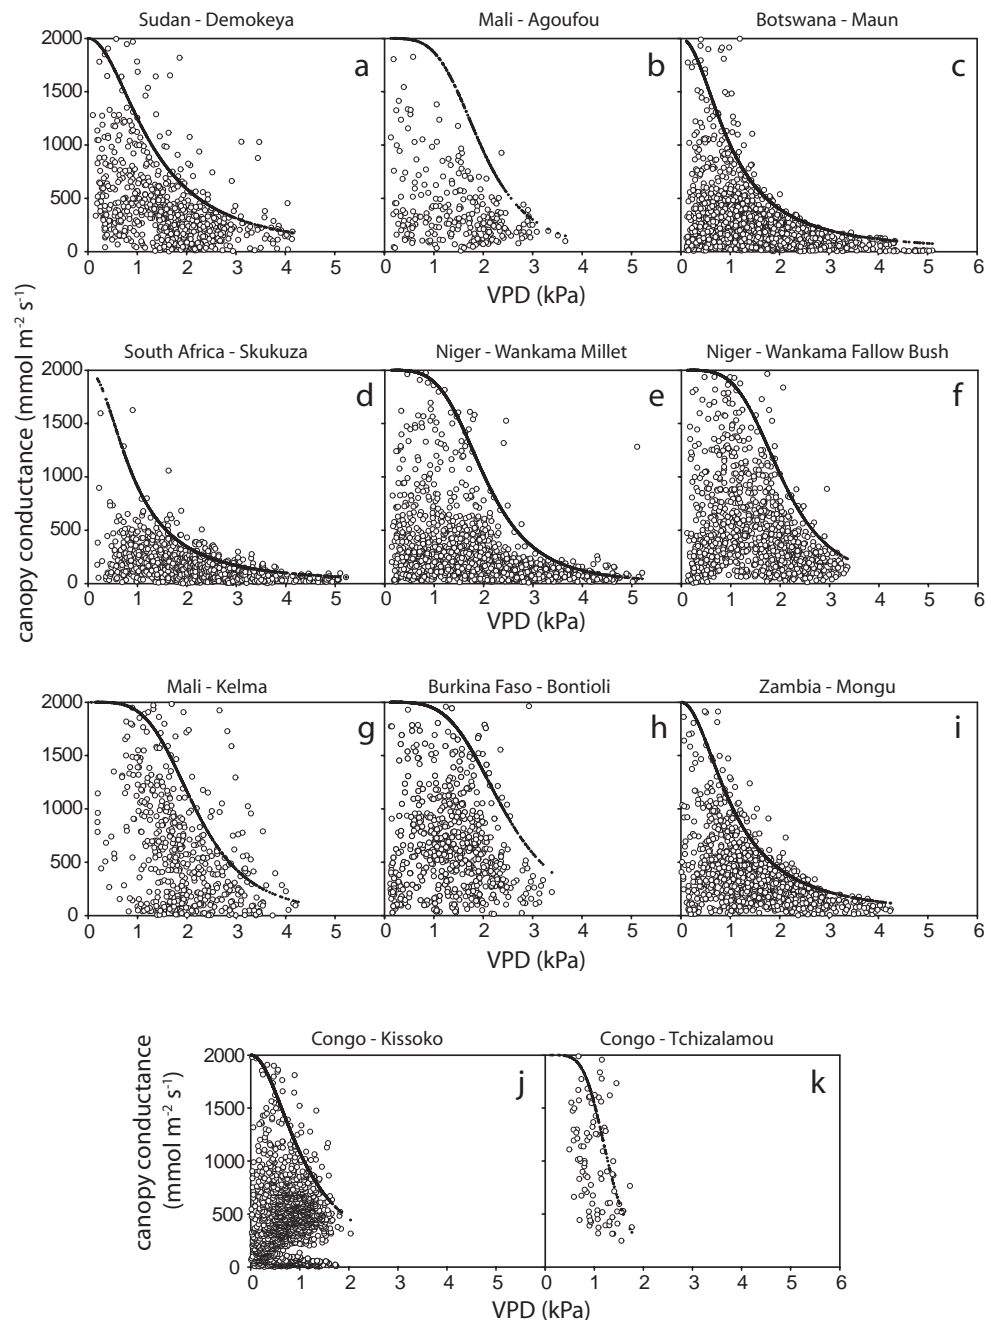 Sudan - Demokeya
Mali - Agoufou
Botswana - Maun
2000
1500
1000
500
0
a
b
c
0 1 2 3 4 5
0 1 2 3 4 5
0 1 2 3 4 5 6
VPD (kPa)
canopy conductance (mmol m-2 s-1)
South Africa - Skukuza
Niger - Wankama Millet
Niger - Wankama Fallow Bush
2000
1500
1000
500
0
d
e
f
0 1 2 3 4 5
0 1 2 3 4 5
0 1 2 3 4 5 6
VPD (kPa)
Mali - Kelma
Burkina Faso - Bontioli
Zambia - Mongu
2000
1500
1000
500
0
g
h
i
0 1 2 3 4 5
0 1 2 3 4 5
0 1 2 3 4 5 6
VPD (kPa)
Congo - Kissoko
Congo - Tchizalamou
canopy conductance
(mmol m-2 s-1)
2000
1500
1000
500
0
j
k
0 1 2 3 4 5
0 1 2 3 4 5 6
VPD (kPa)